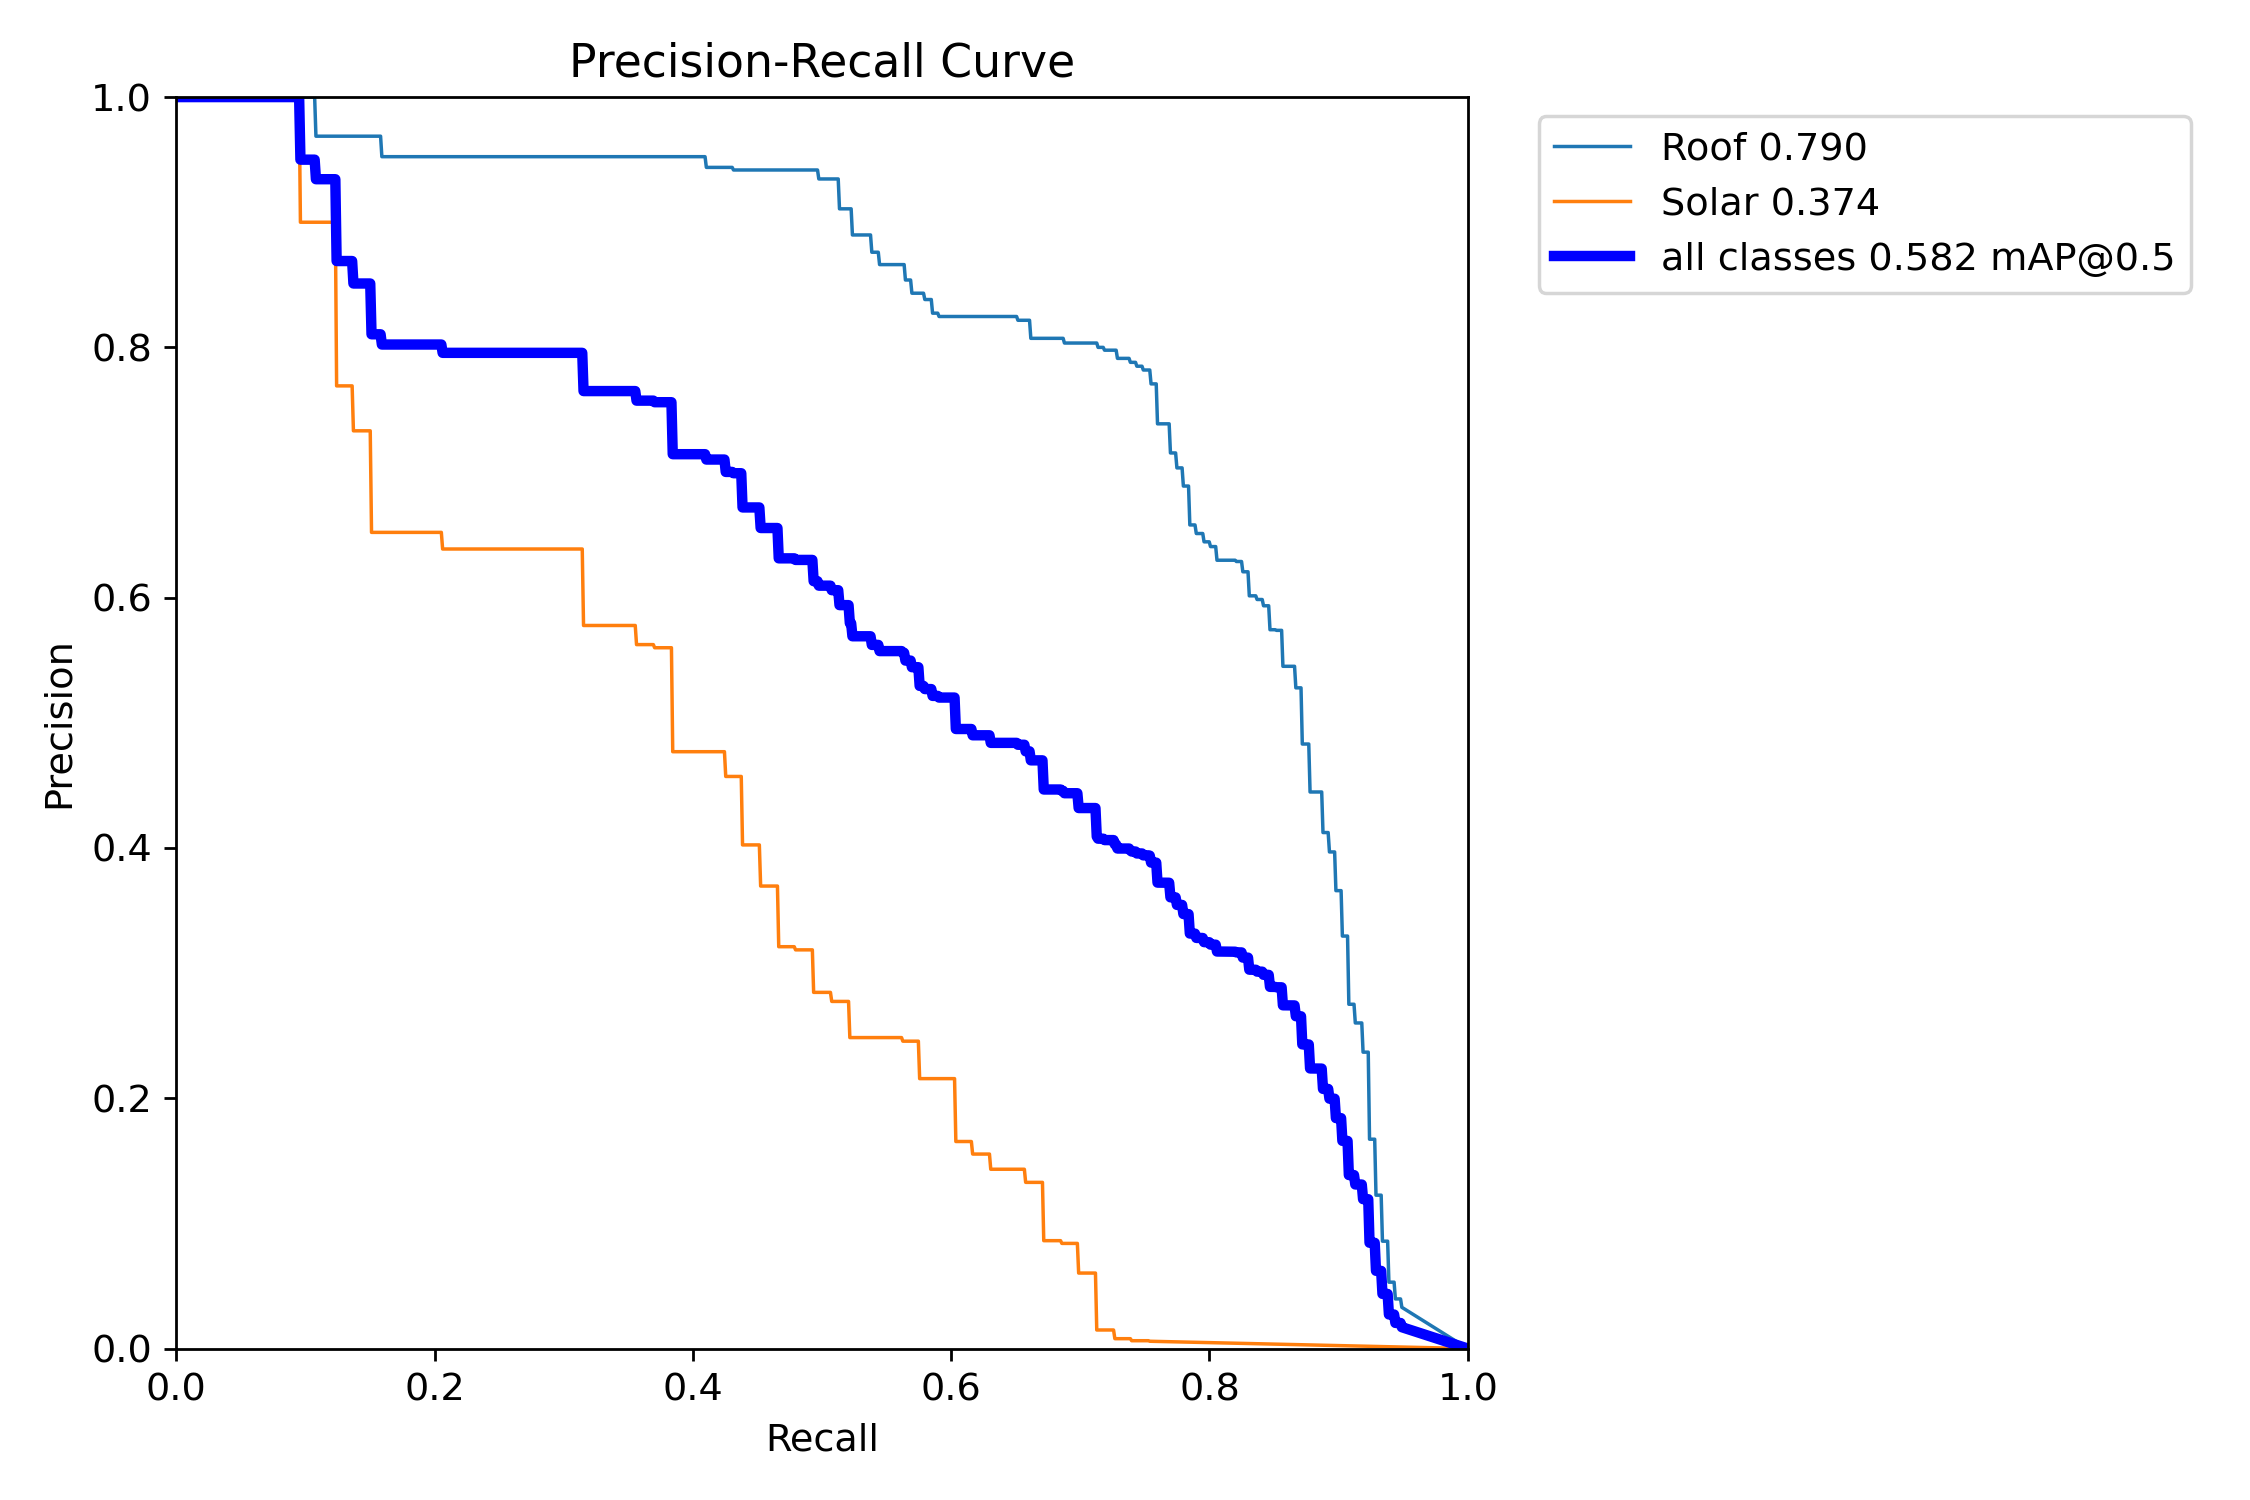 Precision-Recall Curve
1.0
0.8
0.6
0.4
0.2
0.0
Precision
0.0 0.2 0.4 0.6 0.8 1.0
Recall
Roof 0.790
Solar 0.374
all classes 0.582 mAP@0.5